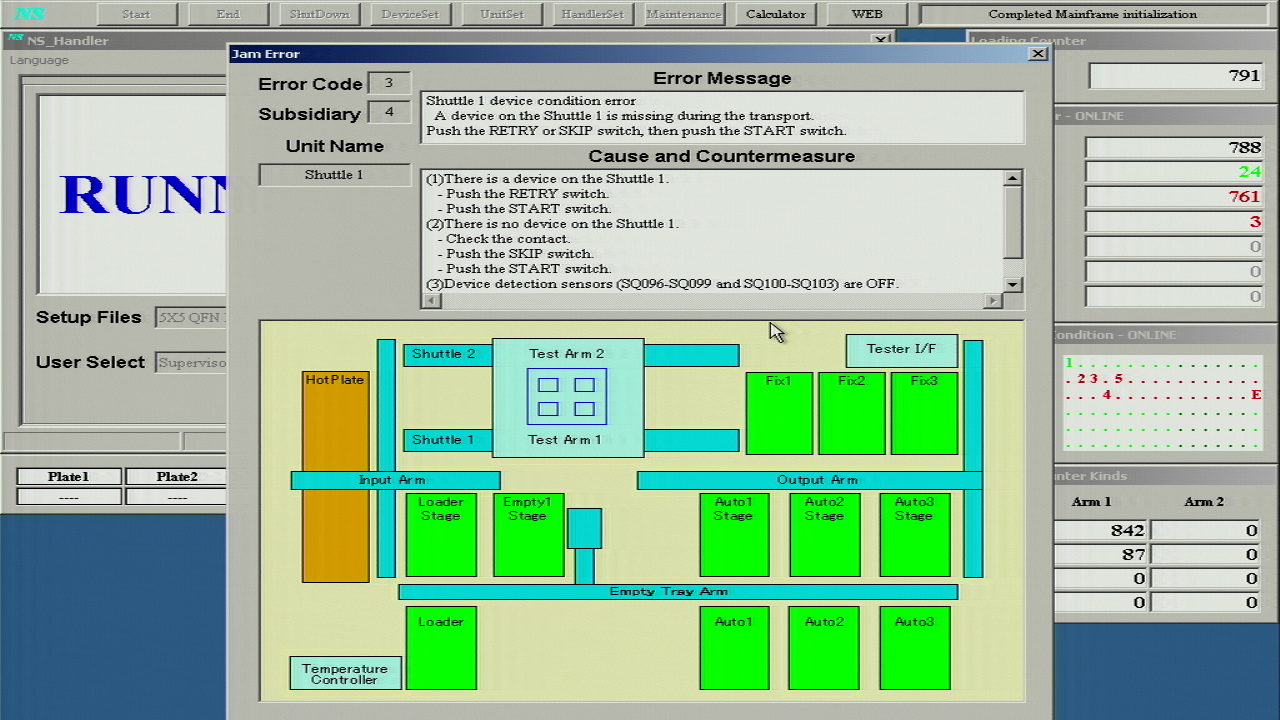 NS Start End ShutDown DeviceSet UnitSet HandlerSet Maintenance Calculator WEB Completed Mainframe initialization
NS NS_Handler
Language
RUNN
Setup Files 5X5 QFN
User Select Superviso
Plate1 Plate2
---- ----
Jam Error
Error Code 3
Subsidiary 4
Unit Name
Shuttle 1
Error Message
Shuttle 1 device condition error
A device on the Shuttle 1 is missing during the transport.
Push the RETRY or SKIP switch, then push the START switch.
Cause and Countermeasure
(1)There is a device on the Shuttle 1.
- Push the RETRY switch.
- Push the START switch.
(2)There is no device on the Shuttle 1.
- Check the contact.
- Push the SKIP switch.
- Push the START switch.
(3)Device detection sensors (SQ096-SQ099 and SQ100-SQ103) are OFF.
Tester I/F
Shuttle 2 Test Arm 2
HotPlate Fix1 Fix2 Fix3
Shuttle 1 Test Arm 1
Input Arm Output Arm
Loader Stage Empty1 Stage Auto1 Stage Auto2 Stage Auto3 Stage
Empty Tray Arm
Loader Auto1 Auto2 Auto3
Temperature
Controller
Loading Counter
791
r - ONLINE
788
24
761
3
0
0
0
Condition - ONLINE
1 . . . . . . . . . . . . . . .
. 2 3 . 5 . . . . . . . . . . .
. . . 4 . . . . . . . . . . . E
. . . . . . . . . . . . . . . .
. . . . . . . . . . . . . . . .
. . . . . . . . . . . . . . . .
unter Kinds
Arm 1 Arm 2
842 0
87 0
0 0
0 0